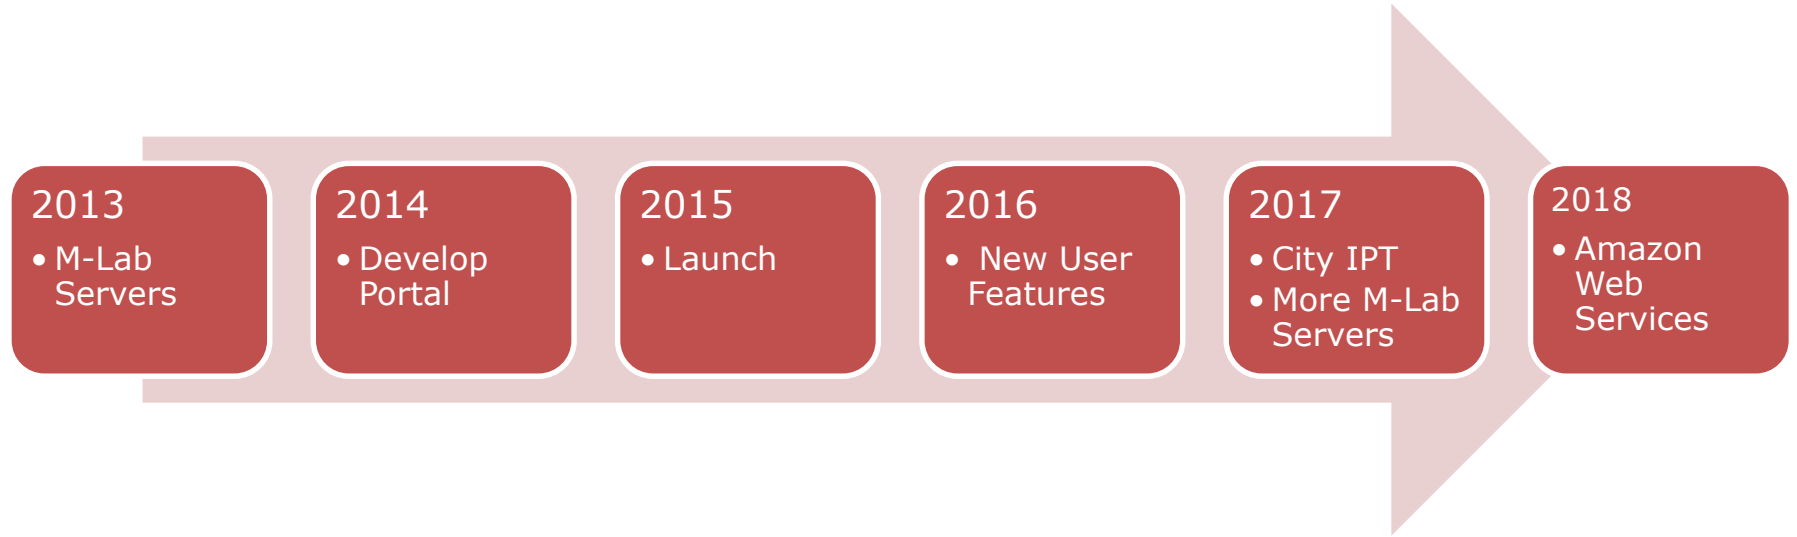 2013
• M-Lab
Servers
2014
• Develop
Portal
2015
• Launch
2016
• New User
Features
2017
• City IPT
• More M-Lab
Servers
2018
• Amazon
Web
Services